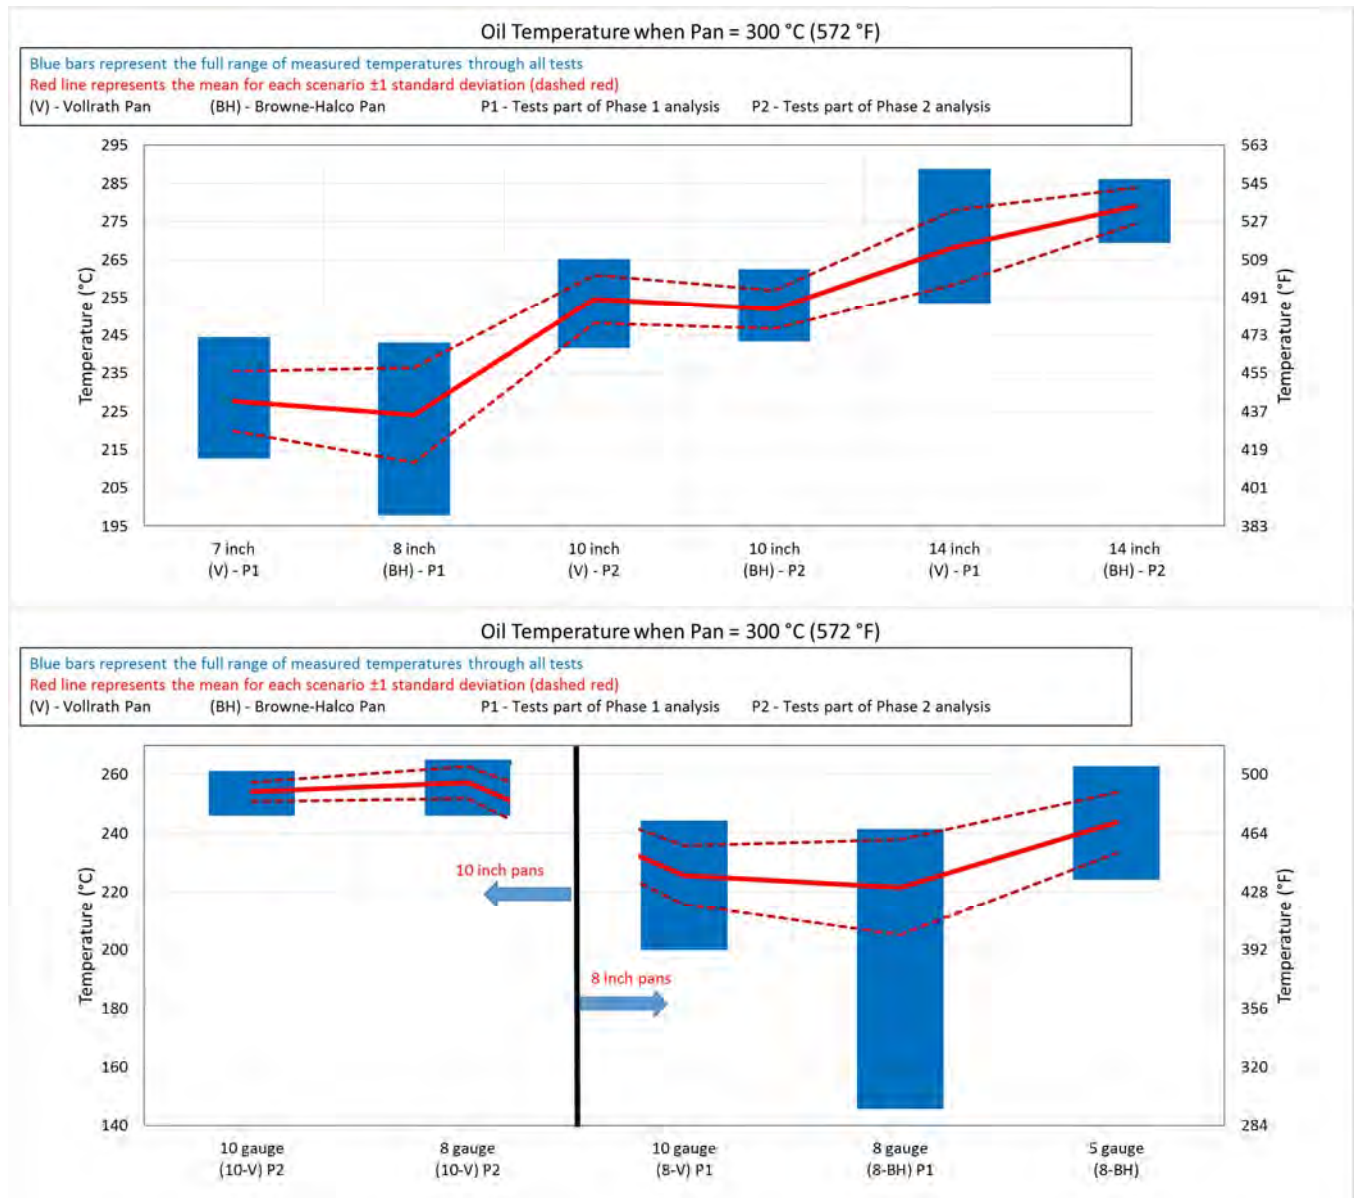 Oil Temperature when Pan = 300 °C (572 °F)
Blue bars represent the full range of measured temperatures through all tests
Red line represents the mean for each scenario ±1 standard deviation (dashed red)
(V) - Vollrath Pan (BH) - Browne-Halco Pan P1 - Tests part of Phase 1 analysis P2 - Tests part of Phase 2 analysis
295 563
285 545
275 527
265 509
255 491
245 473
235 455
225 437
215 419
205 401
195 383
Temperature (°C)
Temperature (°F)
7 inch 8 inch 10 inch 10 inch 14 inch 14 inch
(V) - P1 (BH) - P1 (V) - P2 (BH) - P2 (V) - P1 (BH) - P2
Oil Temperature when Pan = 300 °C (572 °F)
Blue bars represent the full range of measured temperatures through all tests
Red line represents the mean for each scenario ±1 standard deviation (dashed red)
(V) - Vollrath Pan (BH) - Browne-Halco Pan P1 - Tests part of Phase 1 analysis P2 - Tests part of Phase 2 analysis
260 500
240 464
220 428
200 392
180 356
160 320
140 284
Temperature (°C)
Temperature (°F)
10 inch pans
8 inch pans
10 gauge 8 gauge 10 gauge 8 gauge 5 gauge
(10-V) P2 (10-V) P2 (8-V) P1 (8-BH) P1 (8-BH)